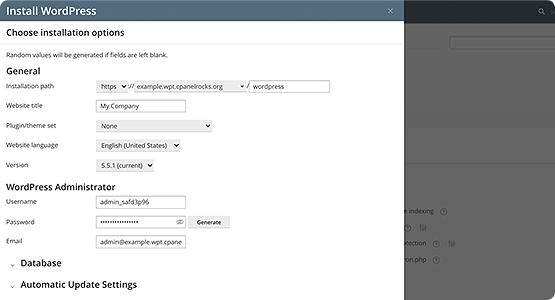 Install WordPress
Choose installation options
Random values will be generated if fields are left blank.
General
Installation path https :// example.wpt.cpanelrocks.org / wordpress
Website title My Company
Plugin/theme set None
Website language English (United States)
Version 5.5.1 (current)
WordPress Administrator
Username admin_safd3p96
Password •••••••••••••••• Generate
Email admin@example.wpt.cpane
Database
Automatic Update Settings
indexing